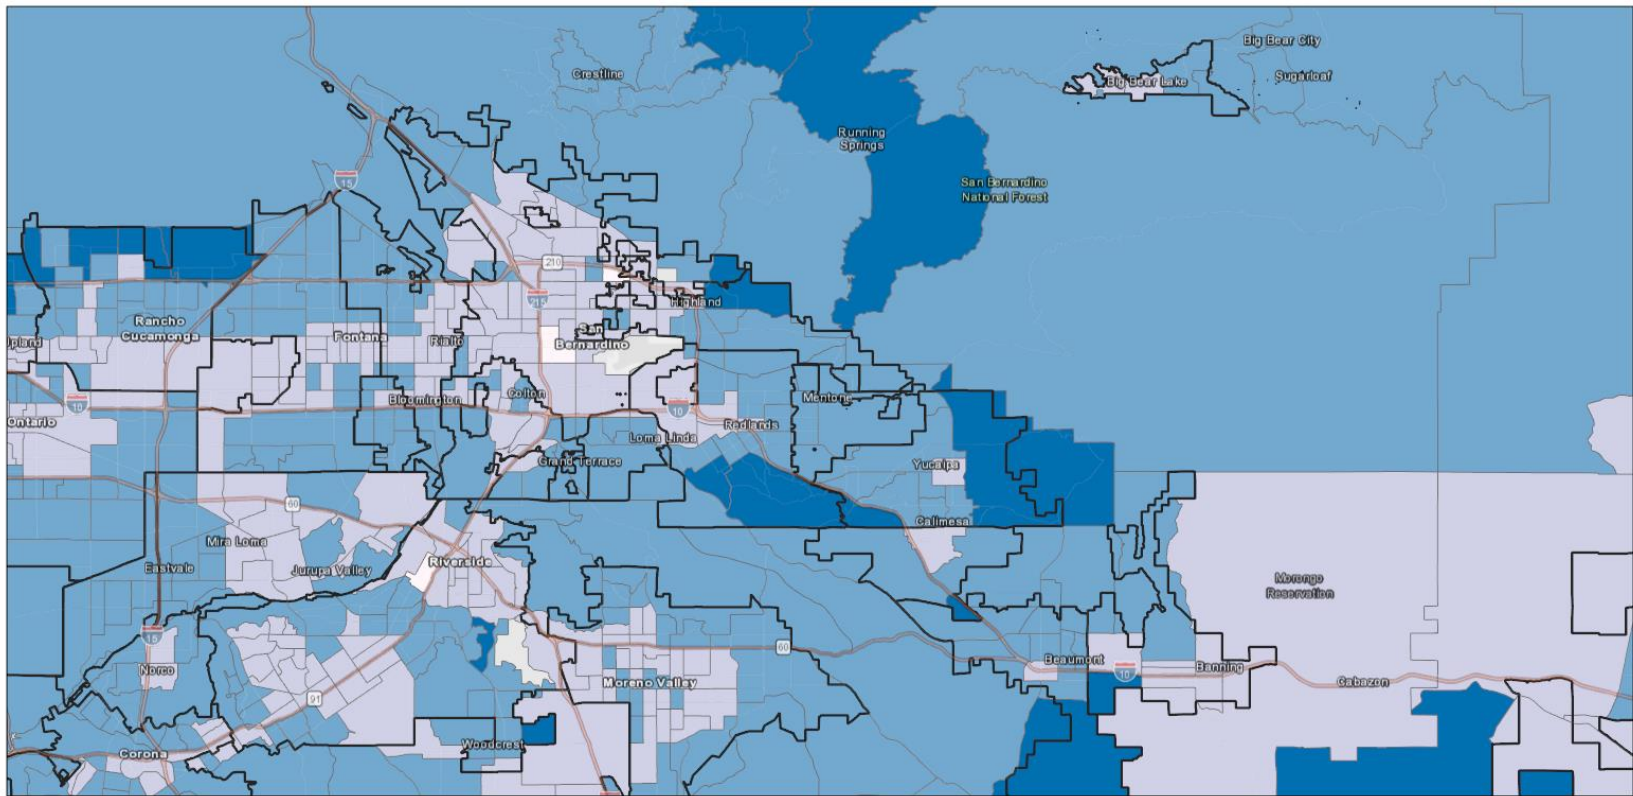 Big Bear City
Crestline
Sugarloaf
Big Bear Lake
Running
Springs
15
San Bernardino
National Forest
210
215
Highland
Rancho
Cucamonga
Fontana
Rialto
San
Bernardino
Upland
10
Bloomington
Colton
10
Mentone
Ontario
Redlands
Loma Linda
Grand Terrace
Yucaipa
60
Calimesa
Mira Loma
Riverside
Eastvale
Jurupa Valley
Morongo
Reservation
15
60
Norco
Beaumont
10
Banning
Moreno Valley
Cabazon
91
Woodcrest
Corona